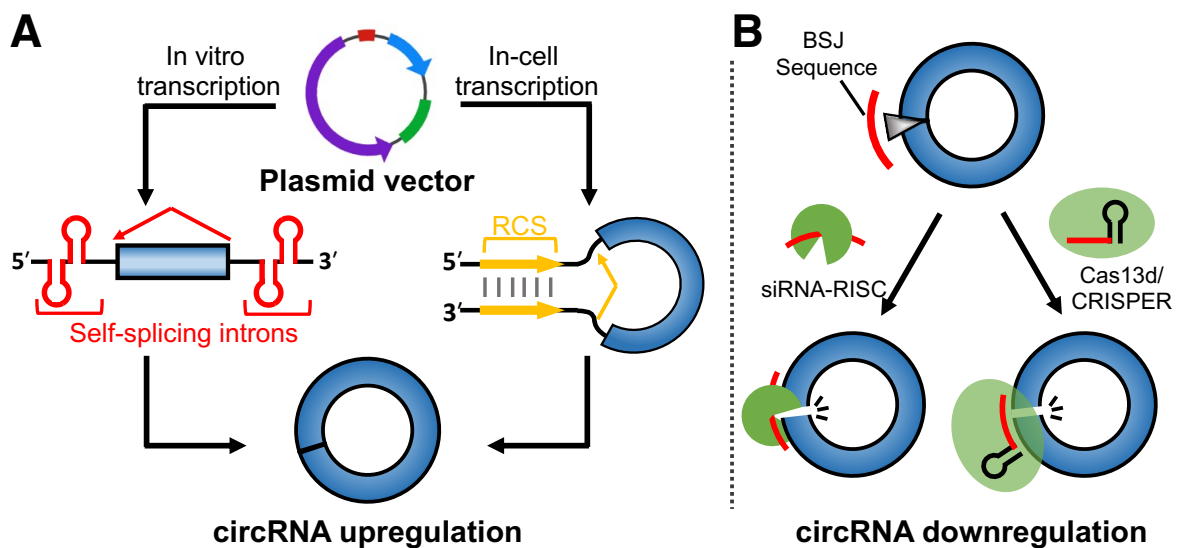 A
In vitro
transcription
In-cell
transcription
Plasmid vector
5′
3′
Self-splicing introns
RCS
5′
3′
circRNA upregulation
B
BSJ
Sequence
siRNA-RISC
Cas13d/
CRISPER
circRNA downregulation